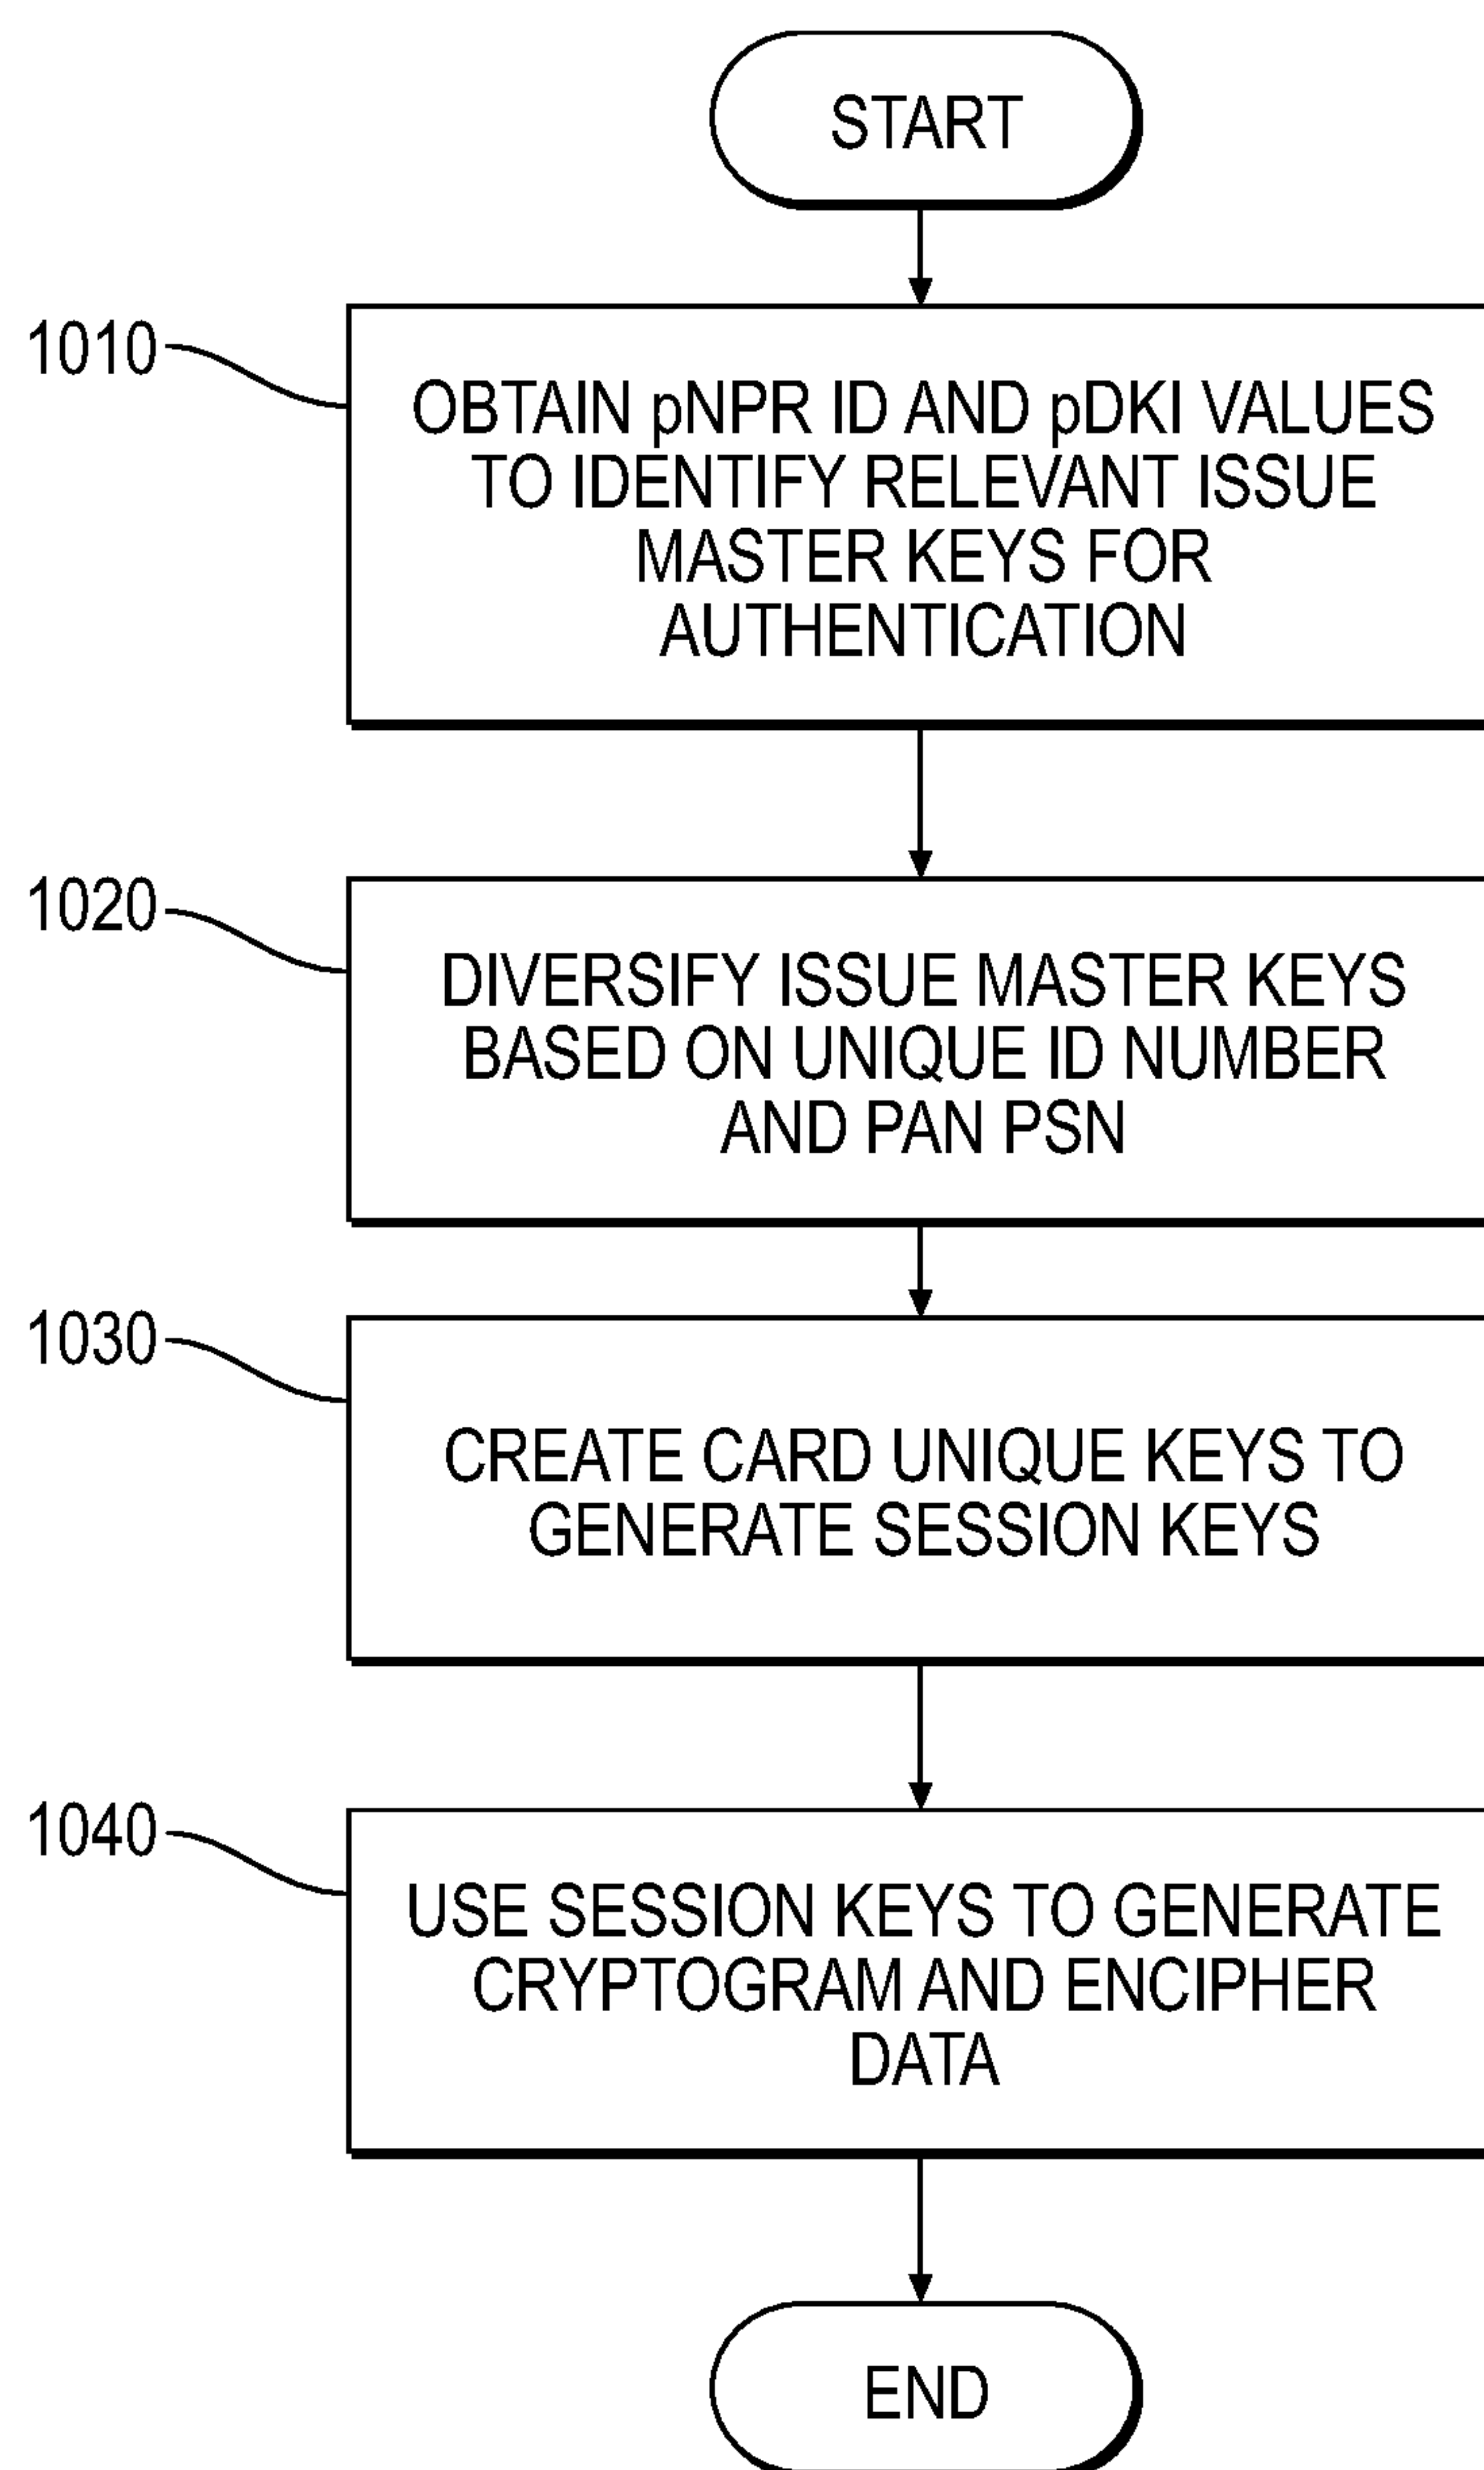 START
1010
OBTAIN pNPR ID AND pDKI VALUES
TO IDENTIFY RELEVANT ISSUE
MASTER KEYS FOR
AUTHENTICATION
1020
DIVERSIFY ISSUE MASTER KEYS
BASED ON UNIQUE ID NUMBER
AND PAN PSN
1030
CREATE CARD UNIQUE KEYS TO
GENERATE SESSION KEYS
1040
USE SESSION KEYS TO GENERATE
CRYPTOGRAM AND ENCIPHER
DATA
END